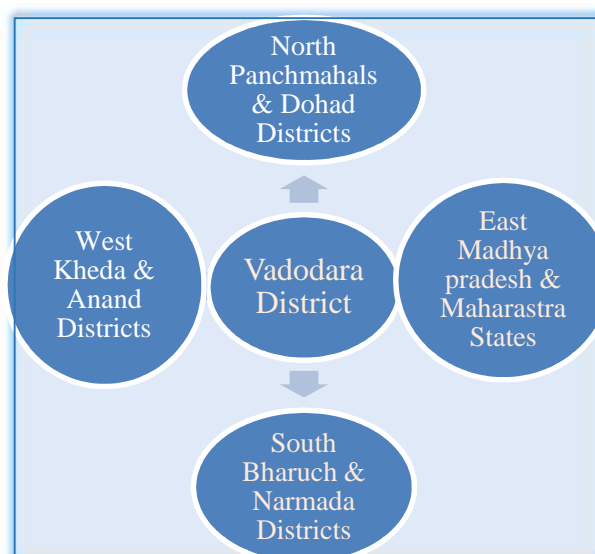 North
Panchmahals
& Dohad
Districts
West
Kheda &
Anand
Districts
Vadodara
District
East
Madhya
pradesh &
Maharastra
States
South
Bharuch &
Narmada
Districts